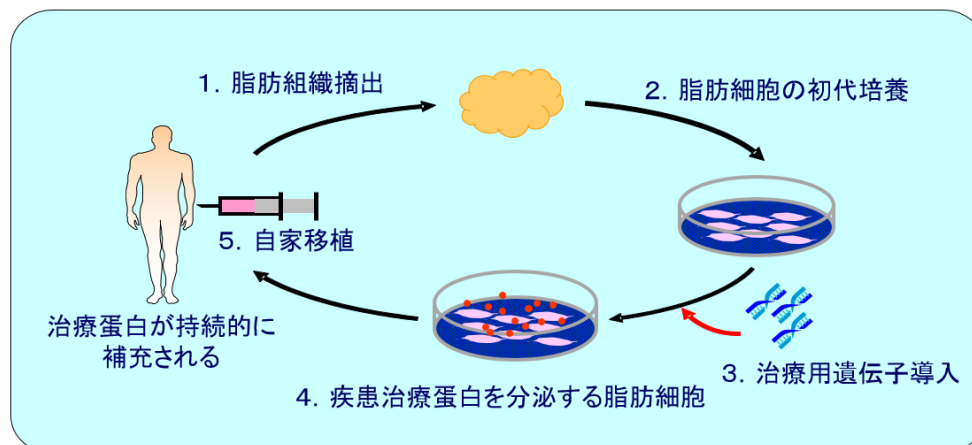 1．脂肪組織摘出
2．脂肪細胞の初代培養
3．治療用遺伝子導入
4．疾患治療蛋白を分泌する脂肪細胞
5．自家移植
治療蛋白が持続的に
補充される